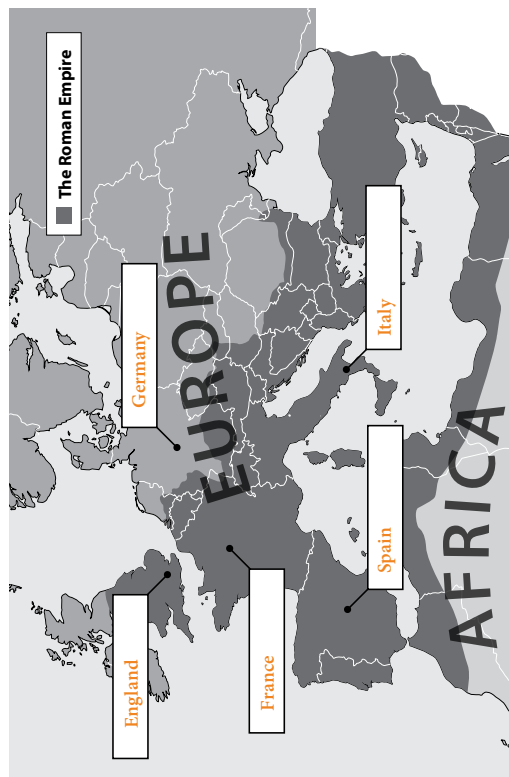 The Roman Empire
EUROPE
AFRICA
England
Germany
France
Spain
Italy